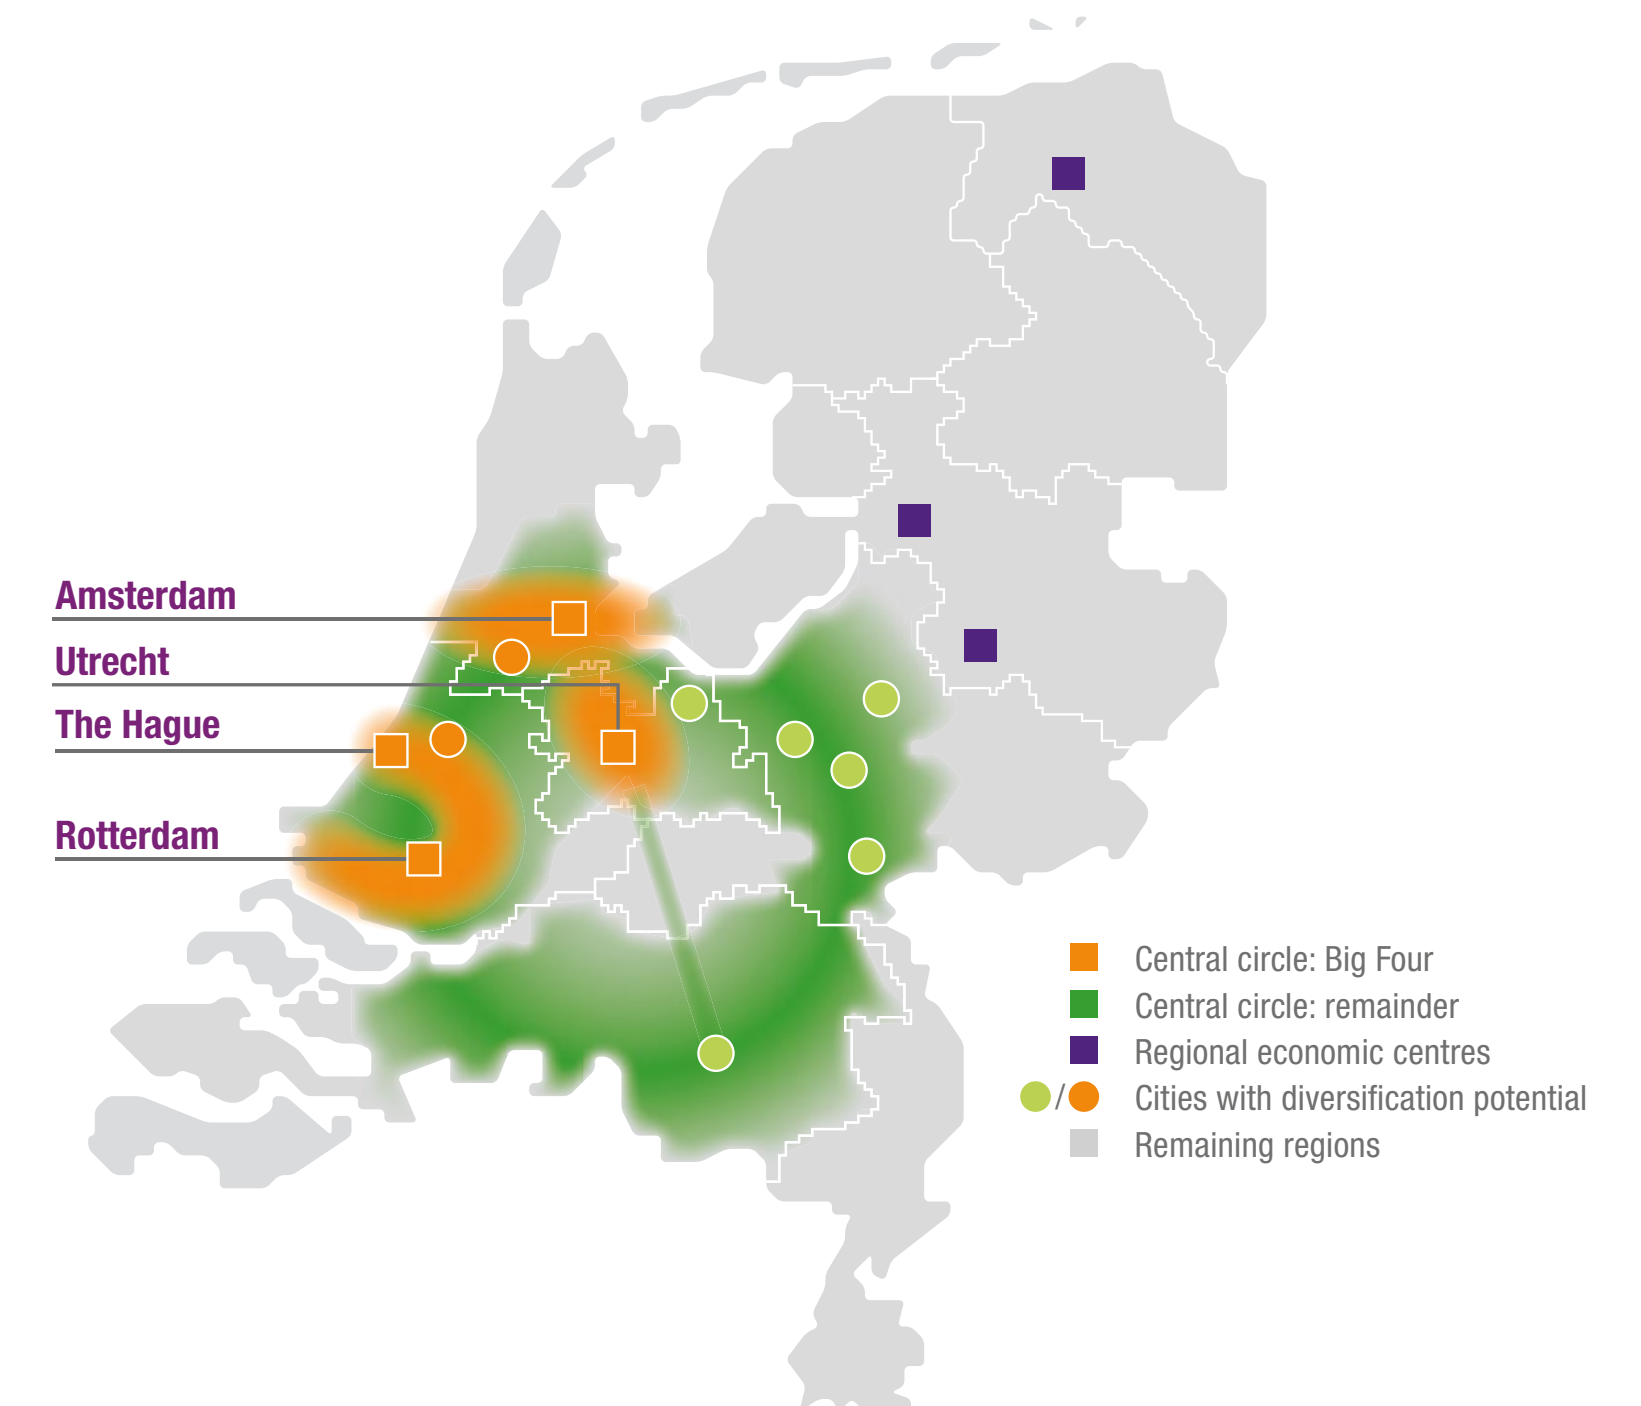 Amsterdam
Utrecht
The Hague
Rotterdam
Central circle: Big Four
Central circle: remainder
Regional economic centres
/ Cities with diversification potential
Remaining regions